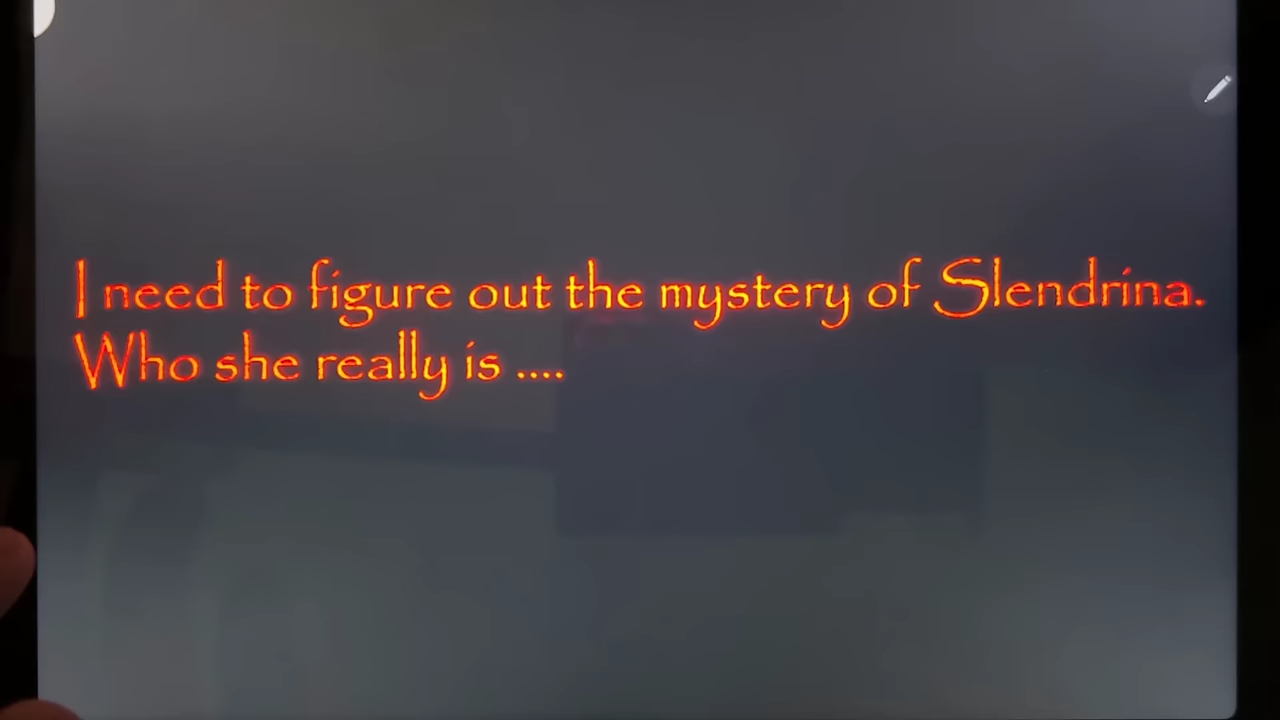 I need to figure out the mystery of Slendrina.
Who she really is ....